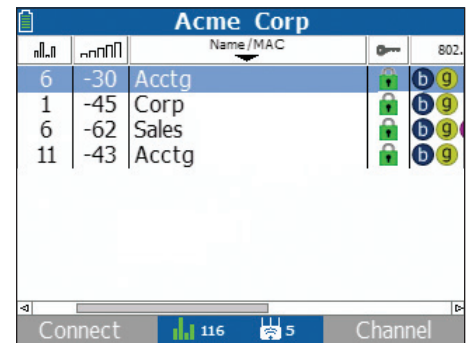 Acme Corp
Name/MAC 802.
6 -30 Acctg b g
1 -45 Corp b g
6 -62 Sales b g
11 -43 Acctg b g
Connect 116 5 Channel